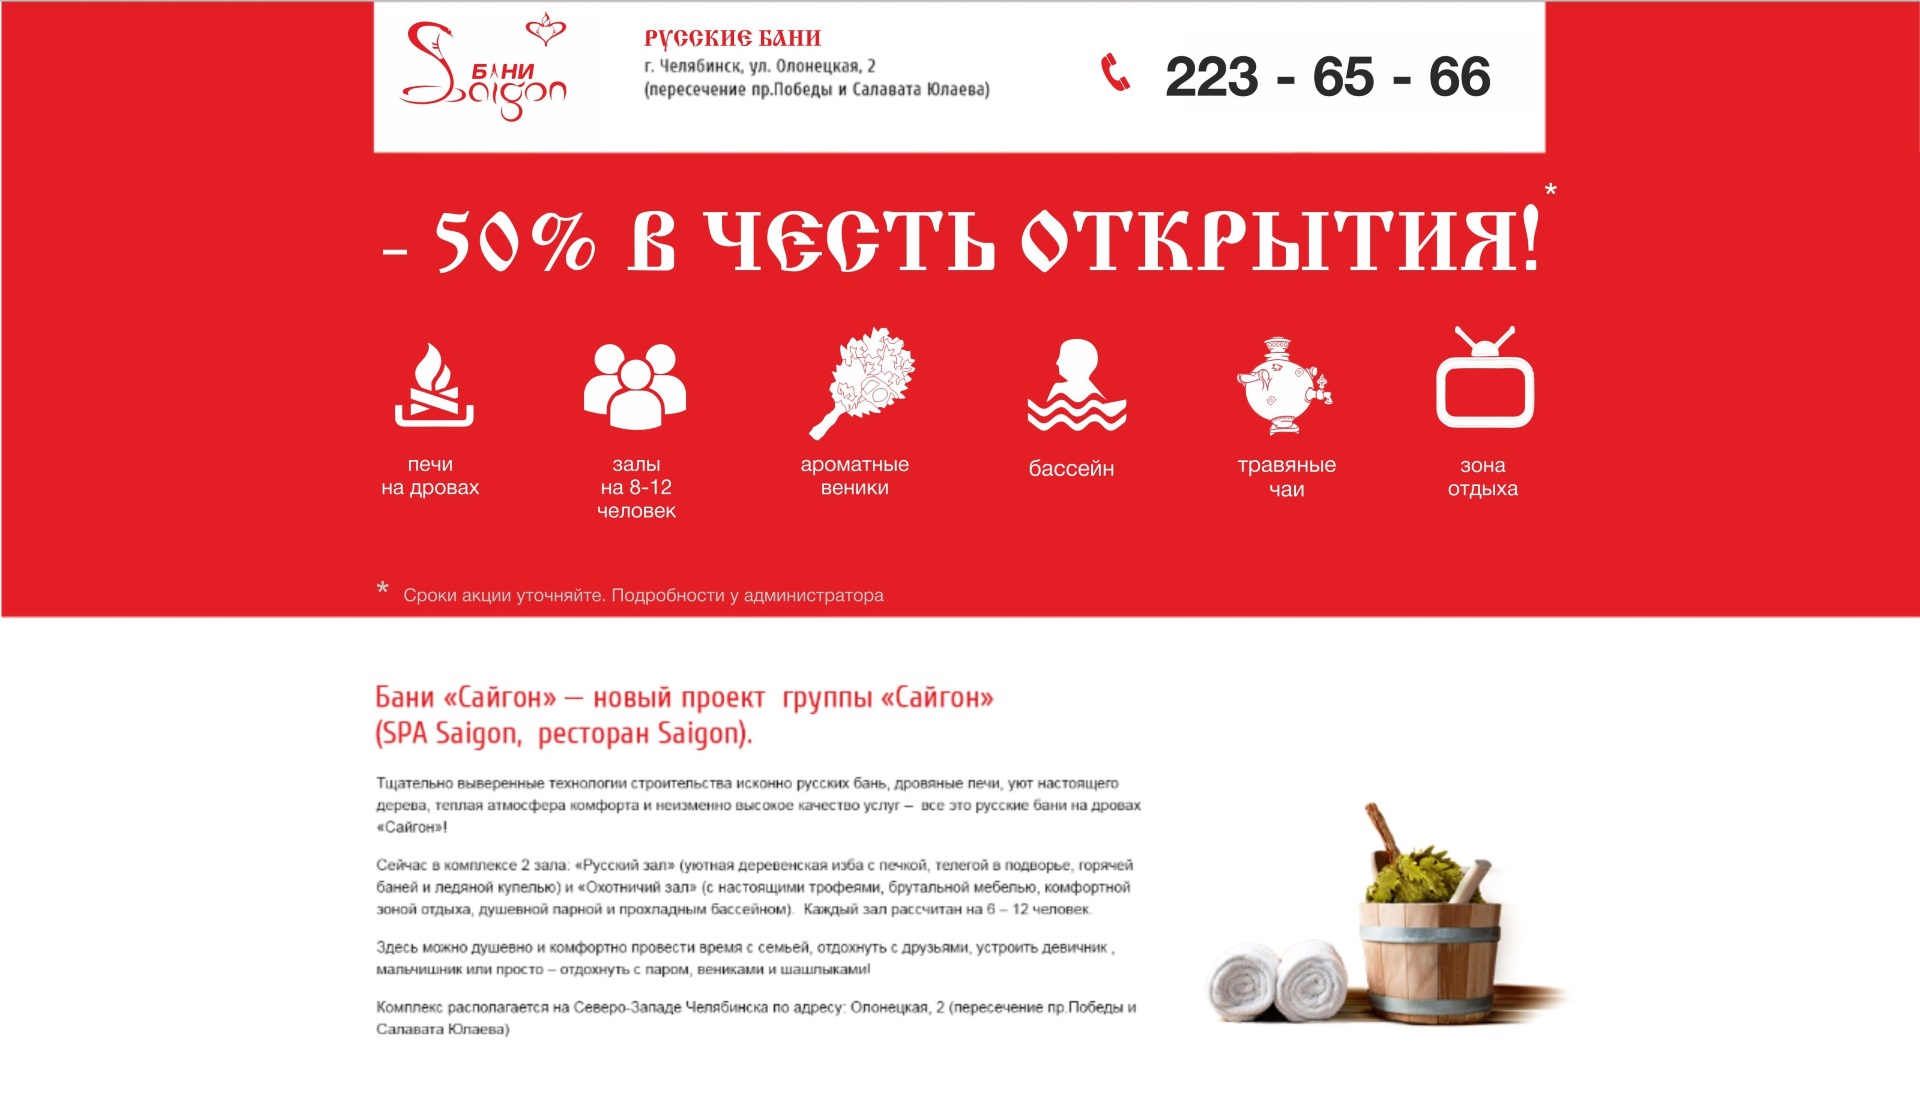 БАНИ
Saigon
РУССКИЕ БАНИ
г. Челябинск, ул. Олонецкая, 2
(пересечение пр.Победы и Салавата Юлаева)
223 - 65 - 66
- 50% В ЧЕСТЬ ОТКРЫТИЯ!*
печи
на дровах
залы
на 8-12
человек
ароматные
веники
бассейн
травяные
чаи
зона
отдыха
* Сроки акции уточняйте. Подробности у администратора
Бани «Сайгон» — новый проект группы «Сайгон»
(SPA Saigon, ресторан Saigon).
Тщательно выверенные технологии строительства исконно русских бань, дровяные печи, уют настоящего
дерева, теплая атмосфера комфорта и неизменно высокое качество услуг – все это русские бани на дровах
«Сайгон»!
Сейчас в комплексе 2 зала: «Русский зал» (уютная деревенская изба с печкой, телегой в подворье, горячей
баней и ледяной купелью) и «Охотничий зал» (с настоящими трофеями, брутальной мебелью, комфортной
зоной отдыха, душевной парной и прохладным бассейном). Каждый зал рассчитан на 6 – 12 человек.
Здесь можно душевно и комфортно провести время с семьей, отдохнуть с друзьями, устроить девичник ,
мальчишник или просто – отдохнуть с паром, вениками и шашлыками!
Комплекс располагается на Северо-Западе Челябинска по адресу: Олонецкая, 2 (пересечение пр.Победы и
Салавата Юлаева)